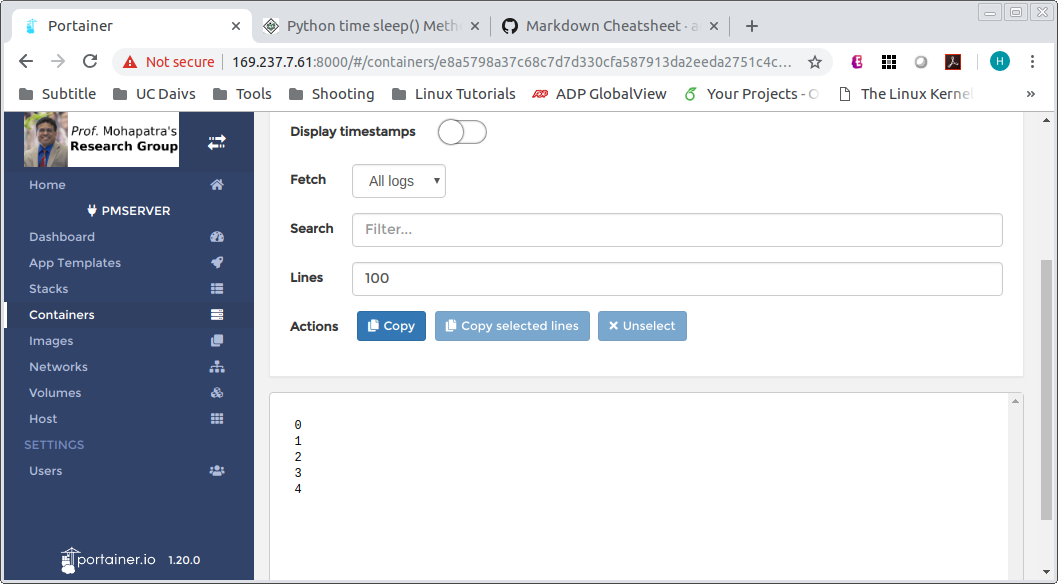 Portainer
Python time sleep() Meth
Markdown Cheatsheet · a
Not secure
169.237.7.61:8000/#/containers/e8a5798a37c68c7d7d330cfa587913da2eeda2751c4c...
H
Subtitle
UC Daivs
Tools
Shooting
Linux Tutorials
ADP GlobalView
Your Projects - O
The Linux Kernel
»
Prof. Mohapatra's
Research Group
Home
PMSERVER
Dashboard
App Templates
Stacks
Containers
Images
Networks
Volumes
Host
SETTINGS
Users
portainer.io 1.20.0
Display timestamps
Fetch
All logs
Search
Filter...
Lines
100
Actions
Copy
Copy selected lines
Unselect
0
1
2
3
4